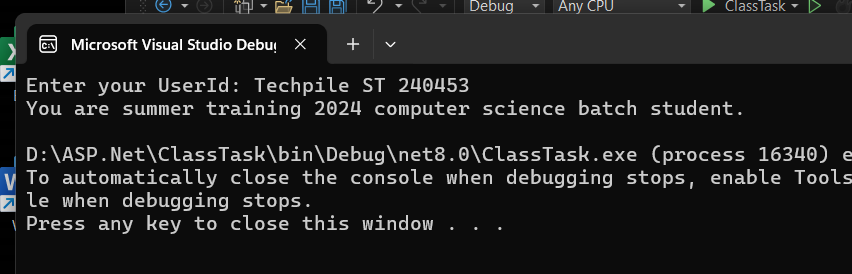 Debug Any CPU ClassTask
Microsoft Visual Studio Debug
Enter your UserId: Techpile ST 240453
You are summer training 2024 computer science batch student.
D:\ASP.Net\ClassTask\bin\Debug\net8.0\ClassTask.exe (process 16340) e
To automatically close the console when debugging stops, enable Tools
le when debugging stops.
Press any key to close this window . . .